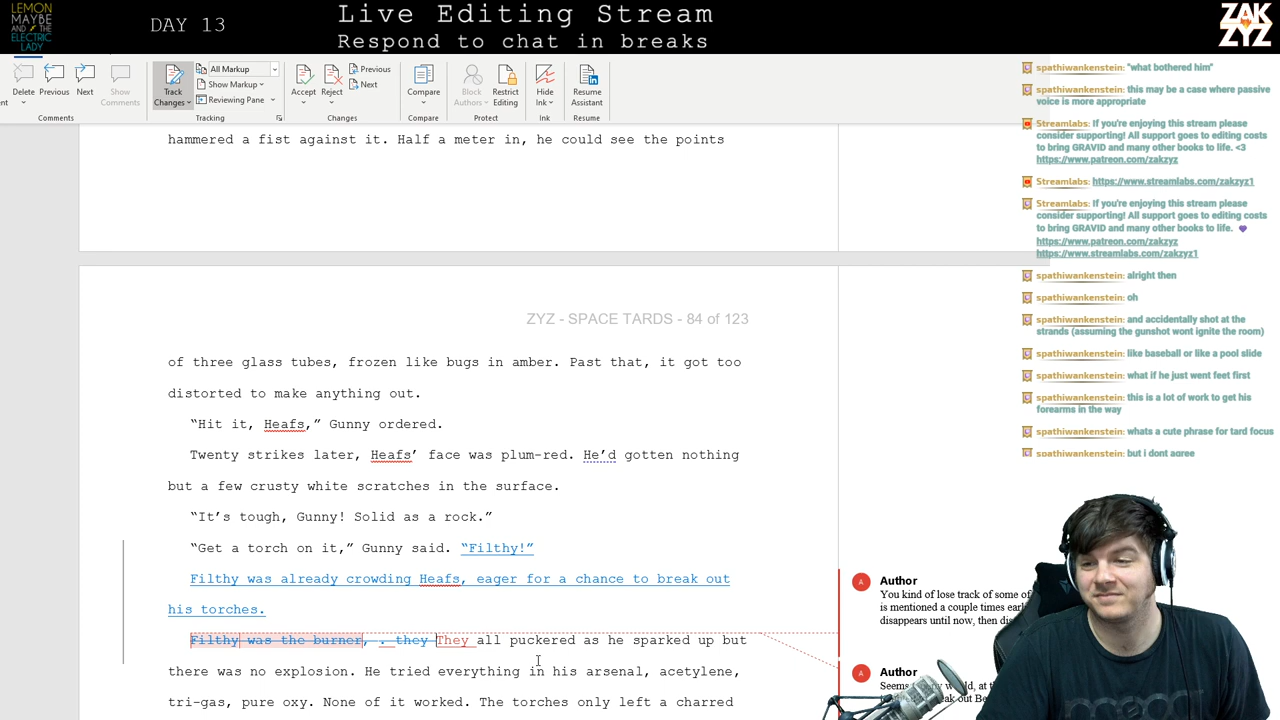 LEMON
MAYBE
AND THE
ELECTRIC
LADY
DAY 13
Live Editing Stream
Respond to chat in breaks
ZAK
ZYZ
Delete
Previous
Next
Show
Comments
Comments
Track
Changes
All Markup
Show Markup
Reviewing Pane
Tracking
Accept
Reject
Previous
Next
Changes
Compare
Compare
Block
Authors
Restrict
Editing
Protect
Hide
Ink
Ink
Resume
Assistant
Resume
hammered a fist against it. Half a meter in, he could see the points
ZYZ - SPACE TARDS - 84 of 123
of three glass tubes, frozen like bugs in amber. Past that, it got too
distorted to make anything out.
“Hit it, Heafs,” Gunny ordered.
Twenty strikes later, Heafs’ face was plum-red. He’d gotten nothing
but a few crusty white scratches in the surface.
“It’s tough, Gunny! Solid as a rock.”
“Get a torch on it,” Gunny said. “Filthy!”
Filthy was already crowding Heafs, eager for a chance to break out
his torches.
Filthy was the burner, . they They all puckered as he sparked up but
there was no explosion. He tried everything in his arsenal, acetylene,
tri-gas, pure oxy. None of it worked. The torches only left a charred
Author
You kind of lose track of some of
is mentioned a couple times
disappears until now, then
Author
spathiwankenstein: "what bothered him"
spathiwankenstein: this may be a case where passive
voice is more appropriate
Streamlabs: If you're enjoying this stream please
consider supporting! All support goes to editing costs
to bring GRAVID and many other books to life. <3
https://www.patreon.com/zakzyz
Streamlabs: https://www.streamlabs.com/zakzyz1
Streamlabs: If you're enjoying this stream please
consider supporting! All support goes to editing costs
to bring GRAVID and many other books to life. 💜
https://www.patreon.com/zakzyz
https://www.streamlabs.com/zakzyz1
spathiwankenstein: alright then
spathiwankenstein: oh
spathiwankenstein: and accidentally shot at the
strands (assuming the gunshot wont ignite the room)
spathiwankenstein: like baseball or like a pool slide
spathiwankenstein: what if he just went feet first
spathiwankenstein: this is a lot of work to get his
forearms in the way
spathiwankenstein: whats a cute phrase for tard focus
spathiwankenstein: but i dont agree